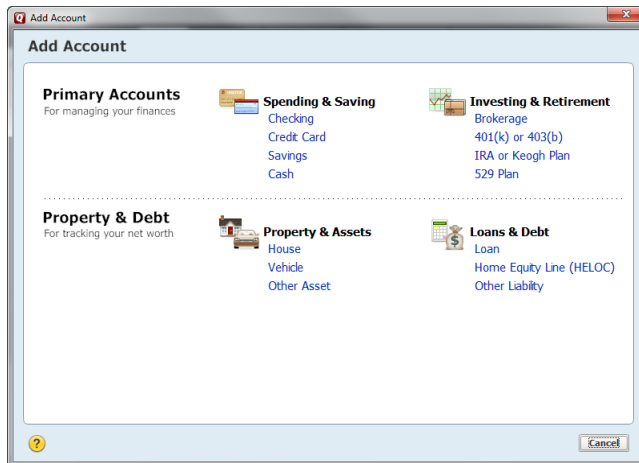 Add Account
Add Account
Primary Accounts
For managing your finances
Spending & Saving
Checking
Credit Card
Savings
Cash
Investing & Retirement
Brokerage
401(k) or 403(b)
IRA or Keogh Plan
529 Plan
Property & Debt
For tracking your net worth
Property & Assets
House
Vehicle
Other Asset
Loans & Debt
Loan
Home Equity Line (HELOC)
Other Liability
?
Cancel